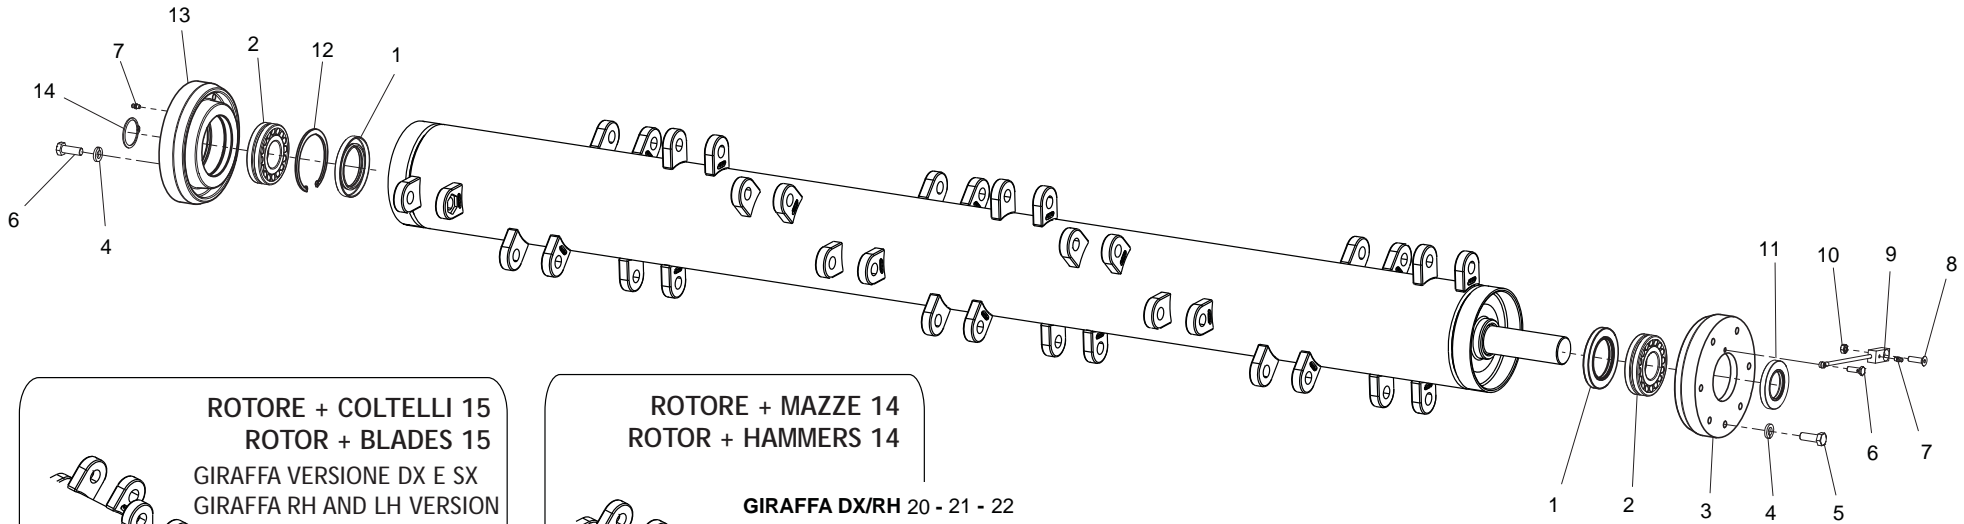 13
7
2
12
1
14
6
4
11
10
9
8
1
2
3
4
5
6
7
ROTORE + COLTELLI 15
ROTOR + BLADES 15
GIRAFFA VERSIONE DX E SX
GIRAFFA RH AND LH VERSION
ROTORE + MAZZE 14
ROTOR + HAMMERS 14
GIRAFFA DX/RH 20 - 21 - 22